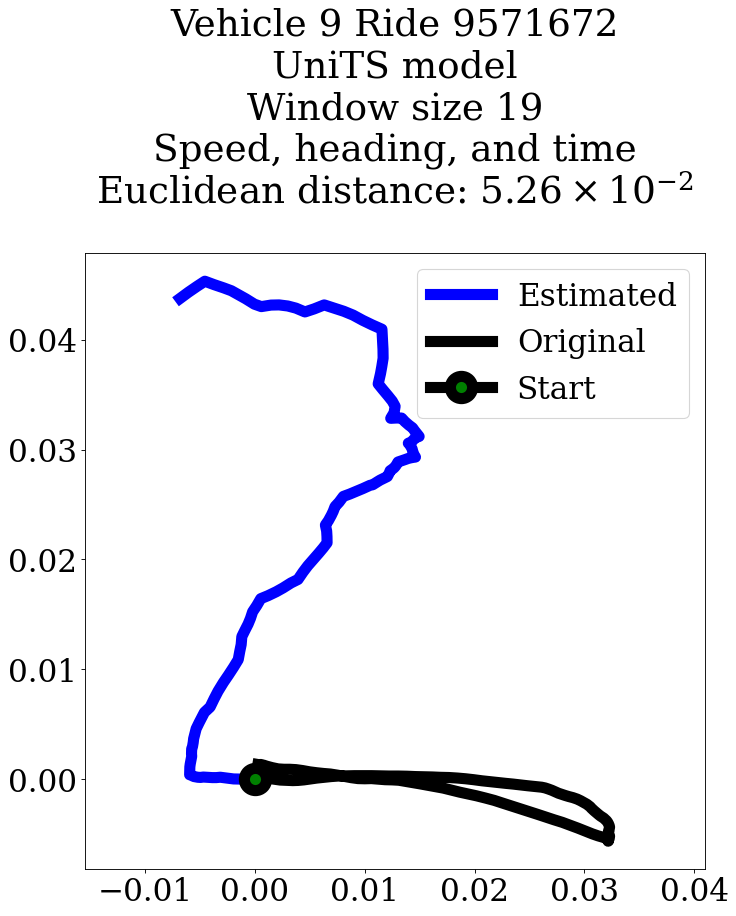 Vehicle 9 Ride 9571672
UniTS model
Window size 19
Speed, heading, and time
Euclidean distance: 5.26 × 10⁻²
Estimated
Original
Start
0.04
0.03
0.02
0.01
0.00
−0.01 0.00 0.01 0.02 0.03 0.04